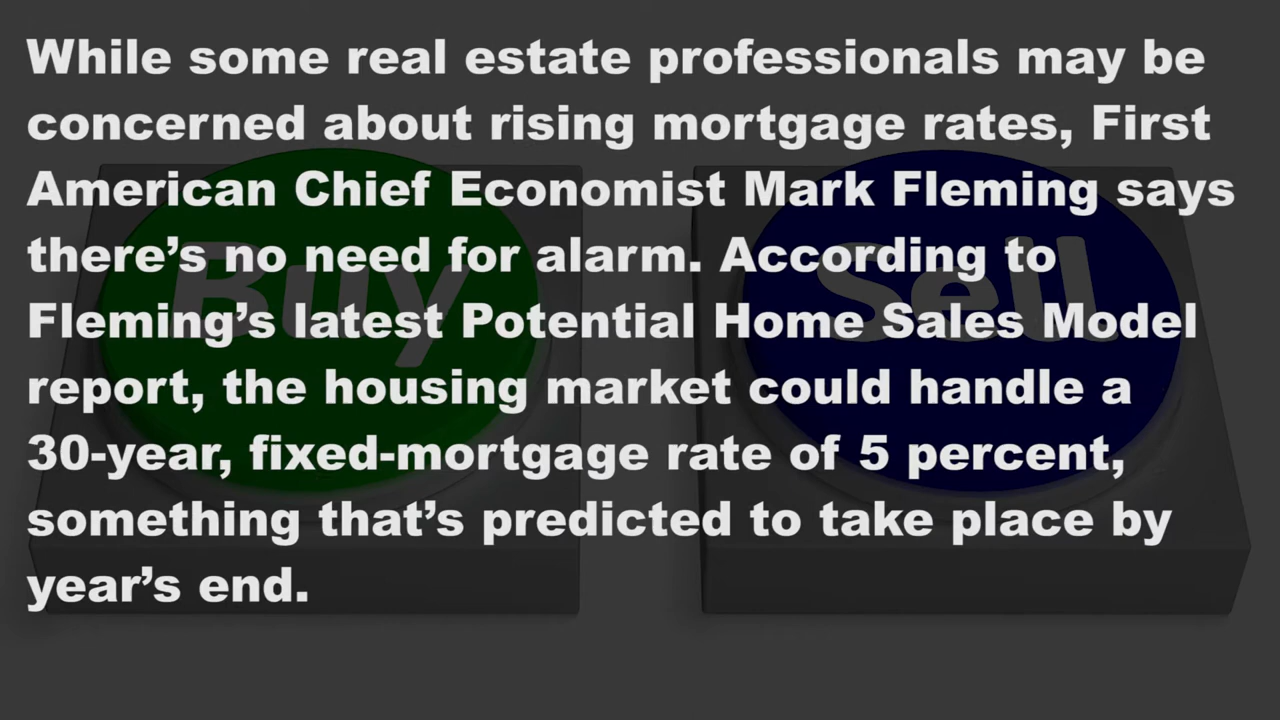 While some real estate professionals may be
concerned about rising mortgage rates, First
American Chief Economist Mark Fleming says
there’s no need for alarm. According to
Fleming’s latest Potential Home Sales Model
report, the housing market could handle a
30-year, fixed-mortgage rate of 5 percent,
something that’s predicted to take place by
year’s end.
Buy
Sell